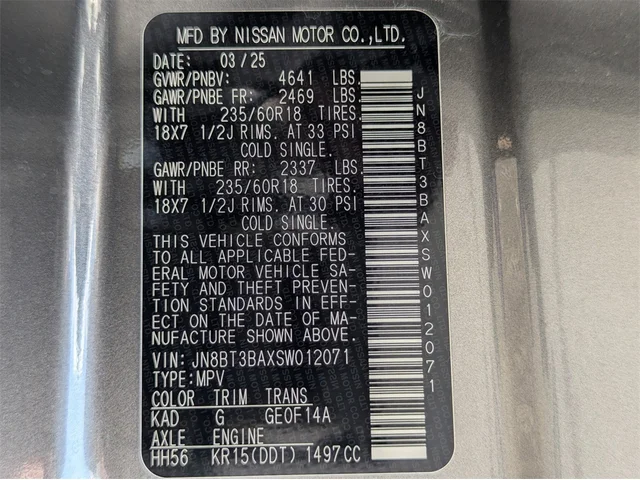 MFD BY NISSAN MOTOR CO.,LTD.
DATE: 03/25
GVWR/PNBV: 4641 LBS.
GAWR/PNBE FR: 2469 LBS.
WITH 235/60R18 TIRES.
18X7 1/2J RIMS. AT 33 PSI
COLD SINGLE.
GAWR/PNBE RR: 2337 LBS.
WITH 235/60R18 TIRES.
18X7 1/2J RIMS. AT 30 PSI
COLD SINGLE.
THIS VEHICLE CONFORMS
TO ALL APPLICABLE FED-
ERAL MOTOR VEHICLE SA-
FETY AND THEFT PREVEN-
TION STANDARDS IN EFF-
ECT ON THE DATE OF MA-
NUFACTURE SHOWN ABOVE.
VIN: JN8BT3BAXSW012071
TYPE: MPV
COLOR TRIM TRANS
KAD G GE0F14A
AXLE ENGINE
HH56 KR15(DDT) 1497CC
JN8BT3BAXSW012071